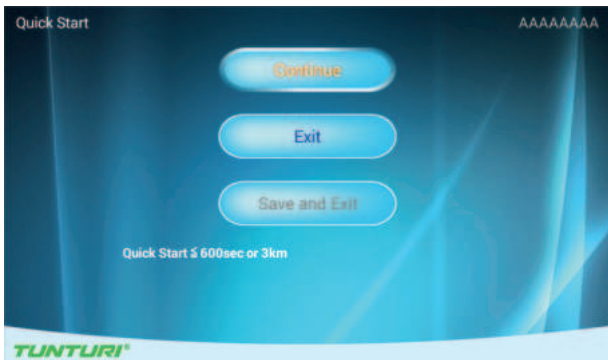 Quick Start
AAAAAAAA
Continue
Exit
Save and Exit
Quick Start ≦ 600sec or 3km
TUNTURI®